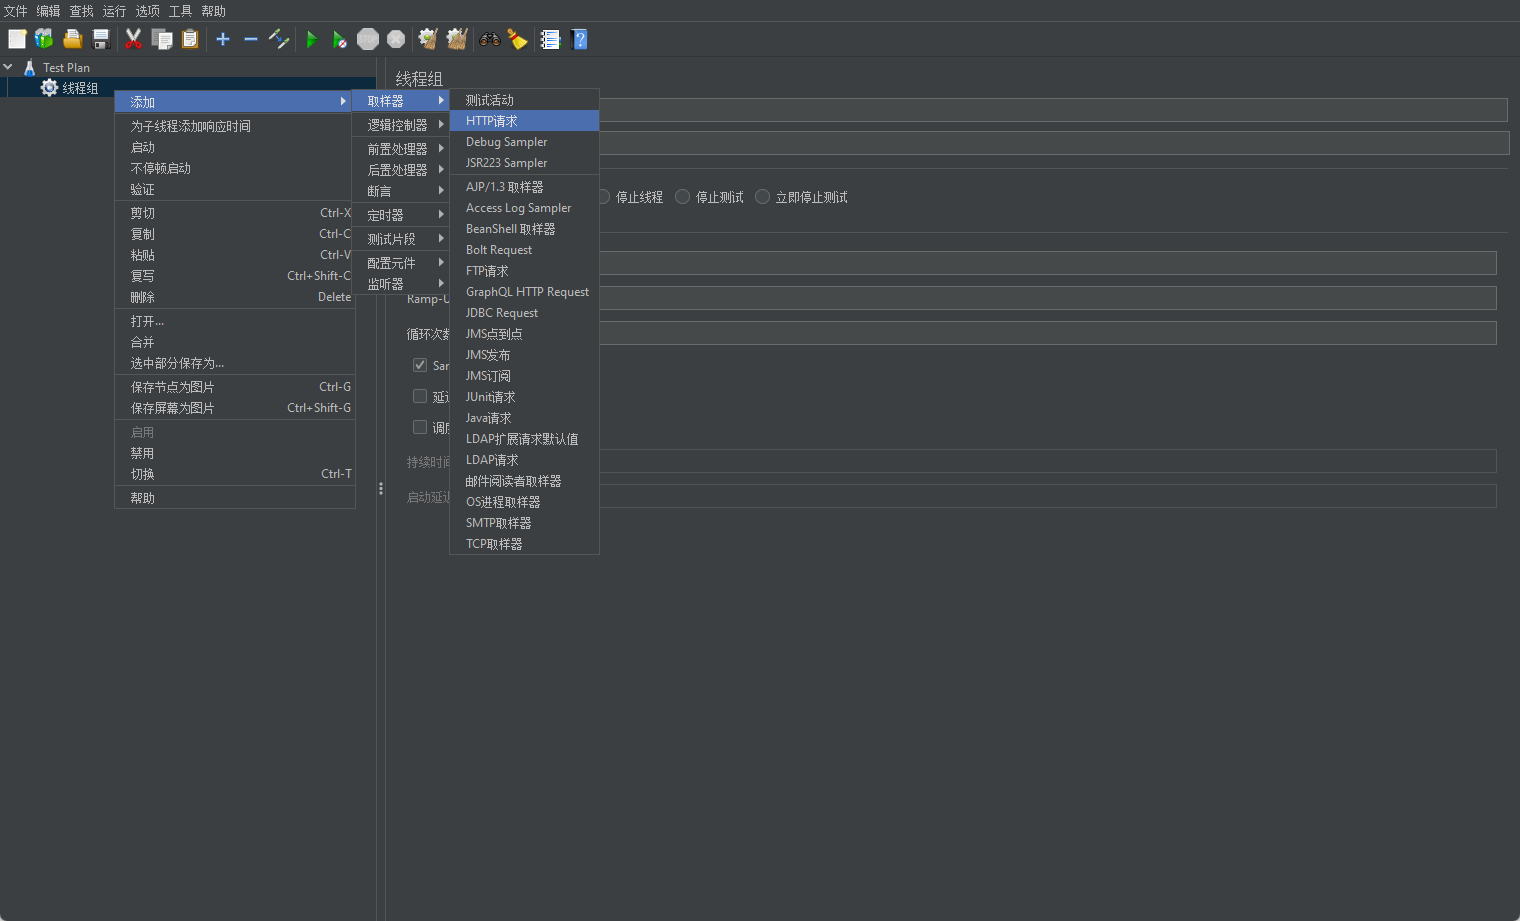 文件 编辑 查找 运行 选项 工具 帮助
Test Plan
线程组
线程组
添加
为子线程添加响应时间
启动
不停顿启动
验证
剪切 Ctrl-X
复制 Ctrl-C
粘贴 Ctrl-V
复写 Ctrl+Shift-C
删除 Delete
打开...
合并
选中部分保存为...
保存节点为图片 Ctrl-G
保存屏幕为图片 Ctrl+Shift-G
启用
禁用
切换 Ctrl-T
帮助
取样器
逻辑控制器
前置处理器
后置处理器
断言
定时器
测试片段
配置元件
监听器
测试活动
HTTP请求
Debug Sampler
JSR223 Sampler
AJP/1.3 取样器
Access Log Sampler
BeanShell 取样器
Bolt Request
FTP请求
GraphQL HTTP Request
JDBC Request
JMS点到点
JMS发布
JMS订阅
JUnit请求
Java请求
LDAP扩展请求默认值
LDAP请求
邮件阅读者取样器
OS进程取样器
SMTP取样器
TCP取样器
停止线程 停止测试 立即停止测试
Ramp-U
循环次数
Sar
延迟
调度
持续时间
启动延迟